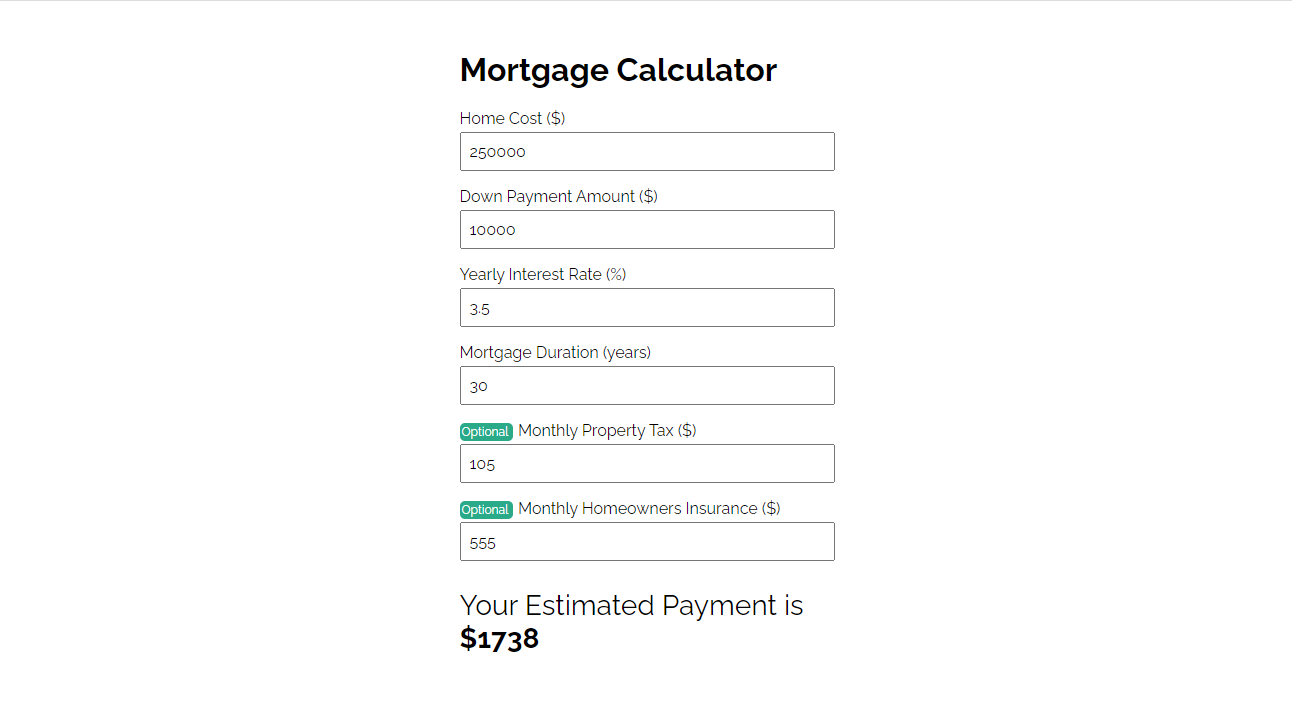 Mortgage Calculator
Home Cost ($)
250000
Down Payment Amount ($)
10000
Yearly Interest Rate (%)
3.5
Mortgage Duration (years)
30
Optional Monthly Property Tax ($)
105
Optional Monthly Homeowners Insurance ($)
555
Your Estimated Payment is
$1738